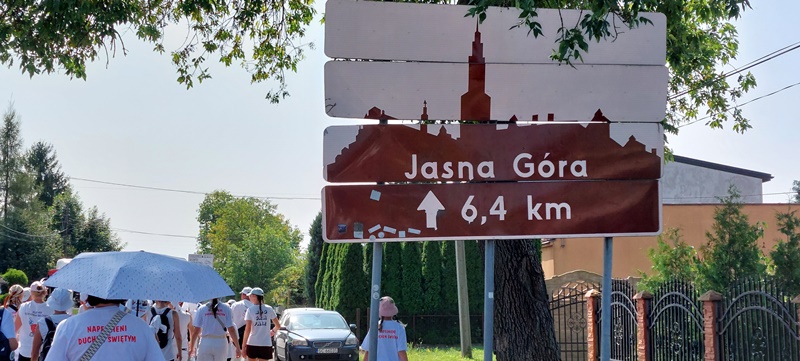 Jasna Góra
6,4 km
NAPEŁNIENI
DUCHEM ŚWIĘTYM